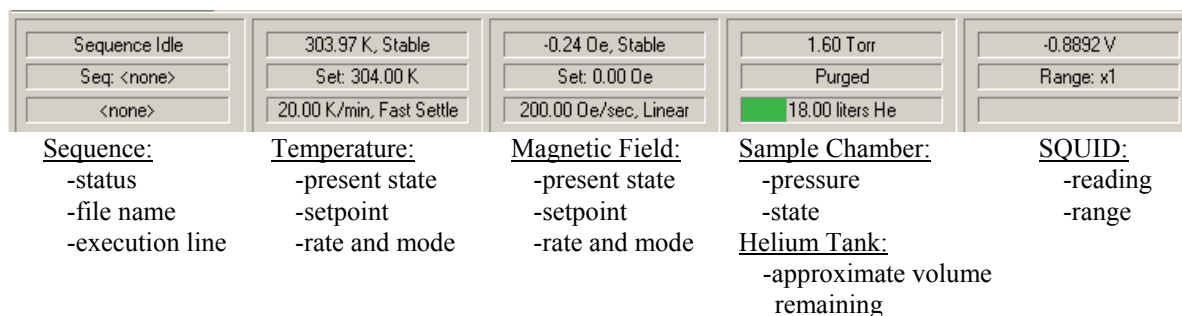 Sequence Idle
Seq: <none>
<none>
303.97 K, Stable
Set: 304.00 K
20.00 K/min, Fast Settle
-0.24 Oe, Stable
Set: 0.00 Oe
200.00 Oe/sec, Linear
1.60 Torr
Purged
18.00 liters He
-0.8892 V
Range: x1
Sequence:
-status
-file name
-execution line
Temperature:
-present state
-setpoint
-rate and mode
Magnetic Field:
-present state
-setpoint
-rate and mode
Sample Chamber:
-pressure
-state
Helium Tank:
-approximate volume
remaining
SQUID:
-reading
-range